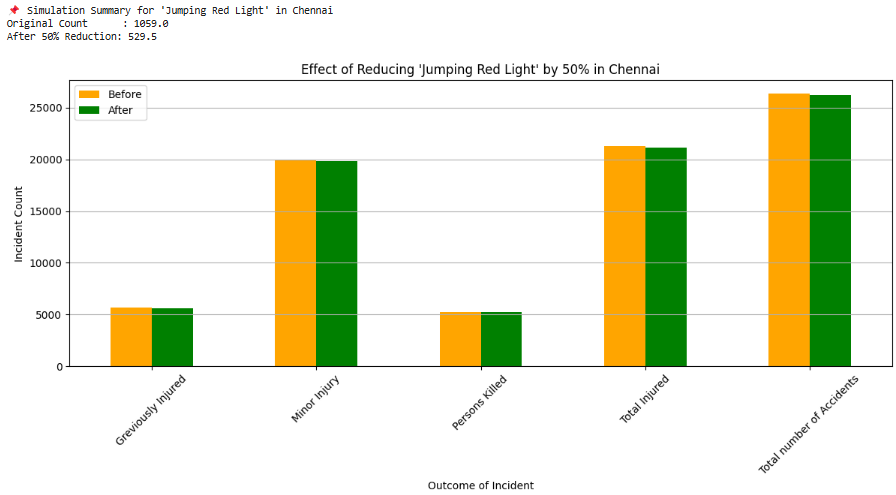 📌 Simulation Summary for 'Jumping Red Light' in Chennai
Original Count      : 1059.0
After 50% Reduction: 529.5
Effect of Reducing 'Jumping Red Light' by 50% in Chennai
Before
After
25000
20000
15000
10000
5000
0
Incident Count
Greviously Injured
Minor Injury
Persons Killed
Total Injured
Total number of Accidents
Outcome of Incident